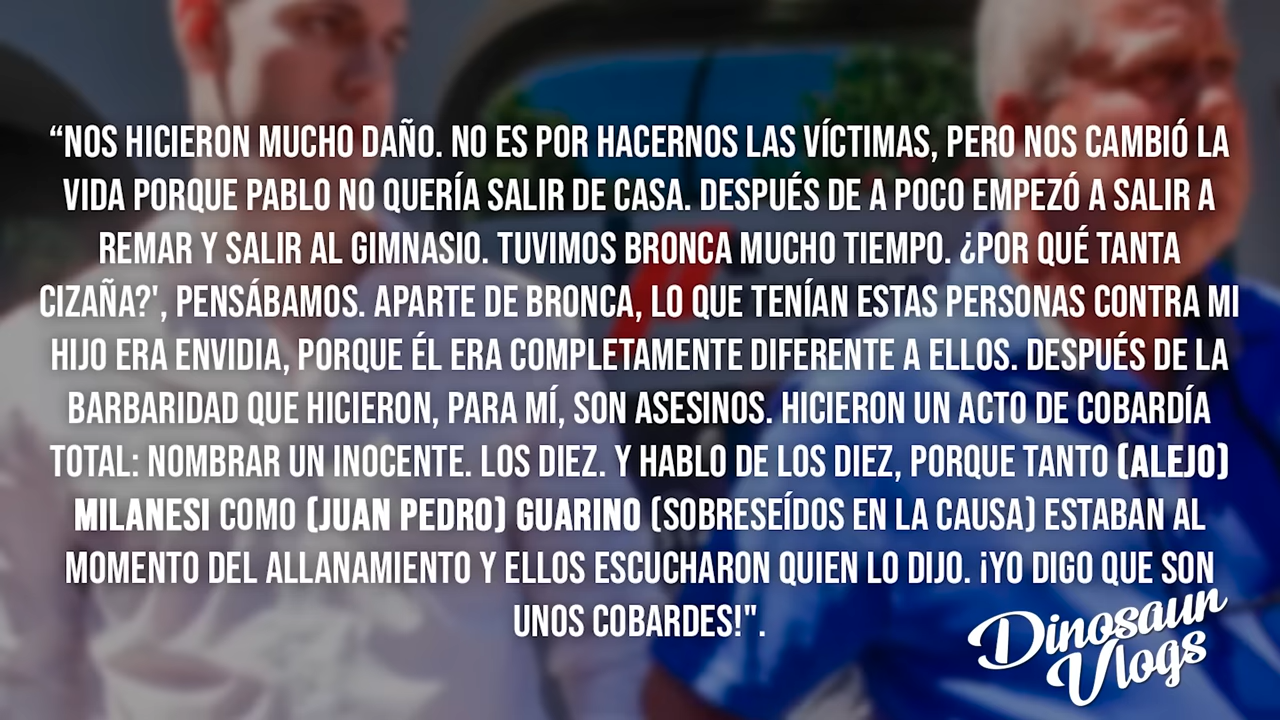 “NOS HICIERON MUCHO DAÑO. NO ES POR HACERNOS LAS VÍCTIMAS, PERO NOS CAMBIÓ LA
VIDA PORQUE PABLO NO QUERÍA SALIR DE CASA. DESPUÉS DE A POCO EMPEZÓ A SALIR A
REMAR Y SALIR AL GIMNASIO. TUVIMOS BRONCA MUCHO TIEMPO. ¿POR QUÉ TANTA
CIZAÑA?', PENSÁBAMOS. APARTE DE BRONCA, LO QUE TENÍAN ESTAS PERSONAS CONTRA MI
HIJO ERA ENVIDIA, PORQUE ÉL ERA COMPLETAMENTE DIFERENTE A ELLOS. DESPUÉS DE LA
BARBARIDAD QUE HICIERON, PARA MÍ, SON ASESINOS. HICIERON UN ACTO DE COBARDÍA
TOTAL: NOMBRAR UN INOCENTE. LOS DIEZ. Y HABLO DE LOS DIEZ, PORQUE TANTO (ALEJO)
MILANESI COMO (JUAN PEDRO) GUARINO (SOBRESEÍDOS EN LA CAUSA) ESTABAN AL
MOMENTO DEL ALLANAMIENTO Y ELLOS ESCUCHARON QUIEN LO DIJO. ¡YO DIGO QUE SON
UNOS COBARDES!".
Dinosaur
Vlogs